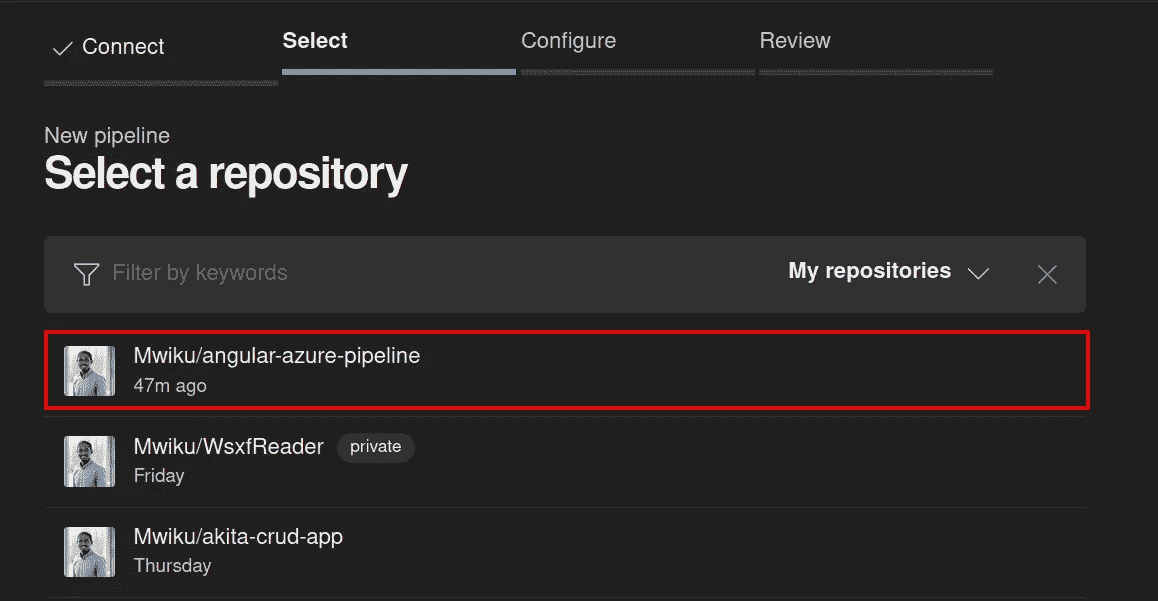 Connect
Select
Configure
Review
New pipeline
Select a repository
Filter by keywords
My repositories
Mwiku/angular-azure-pipeline
47m ago
Mwiku/WsxfReader private
Friday
Mwiku/akita-crud-app
Thursday